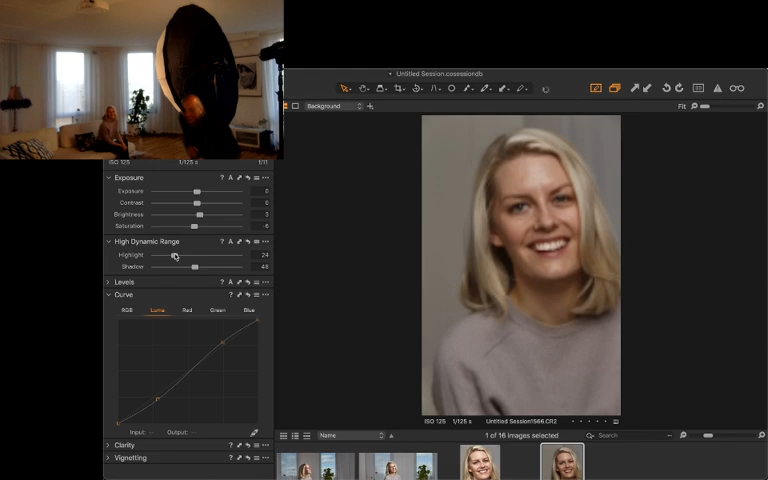 Untitled Session.cosessiondb
Background
Fit
ISO 125 1/125 s f/11
Exposure ? A
Exposure 0
Contrast 0
Brightness 3
Saturation -6
High Dynamic Range ? A
Highlight 24
Shadow 48
Levels ? A
Curve ?
RGB Luma Red Green Blue
Input: -- Output: --
Clarity ?
Vignetting ?
ISO 125 1/125 s Untitled Session1566.CR2
Name
1 of 16 images selected
Search